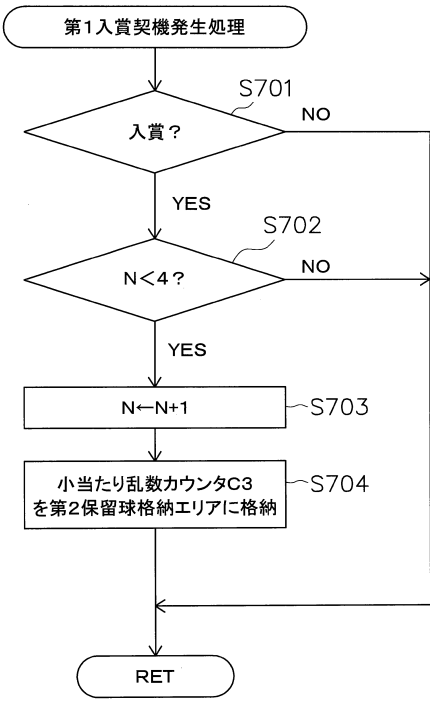 第1入賞契機発生処理
S701
入賞?
NO
YES
S702
N<4?
NO
YES
N←N+1
S703
小当たり乱数カウンタC3
を第2保留球格納エリアに格納
S704
RET